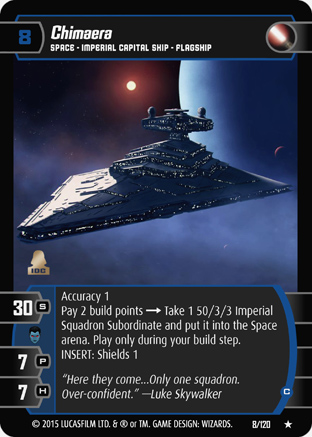 8
Chimaera
SPACE - IMPERIAL CAPITAL SHIP - FLAGSHIP
IDC
30 S
7 P
7 H
Accuracy 1
Pay 2 build points → Take 1 50/3/3 Imperial
Squadron Subordinate and put it into the Space
arena. Play only during your build step.
INSERT: Shields 1
“Here they come...Only one squadron.
Over-confident.” —Luke Skywalker
C
© 2015 LUCASFILM LTD. & ® or TM. GAME DESIGN: WIZARDS.
8/120